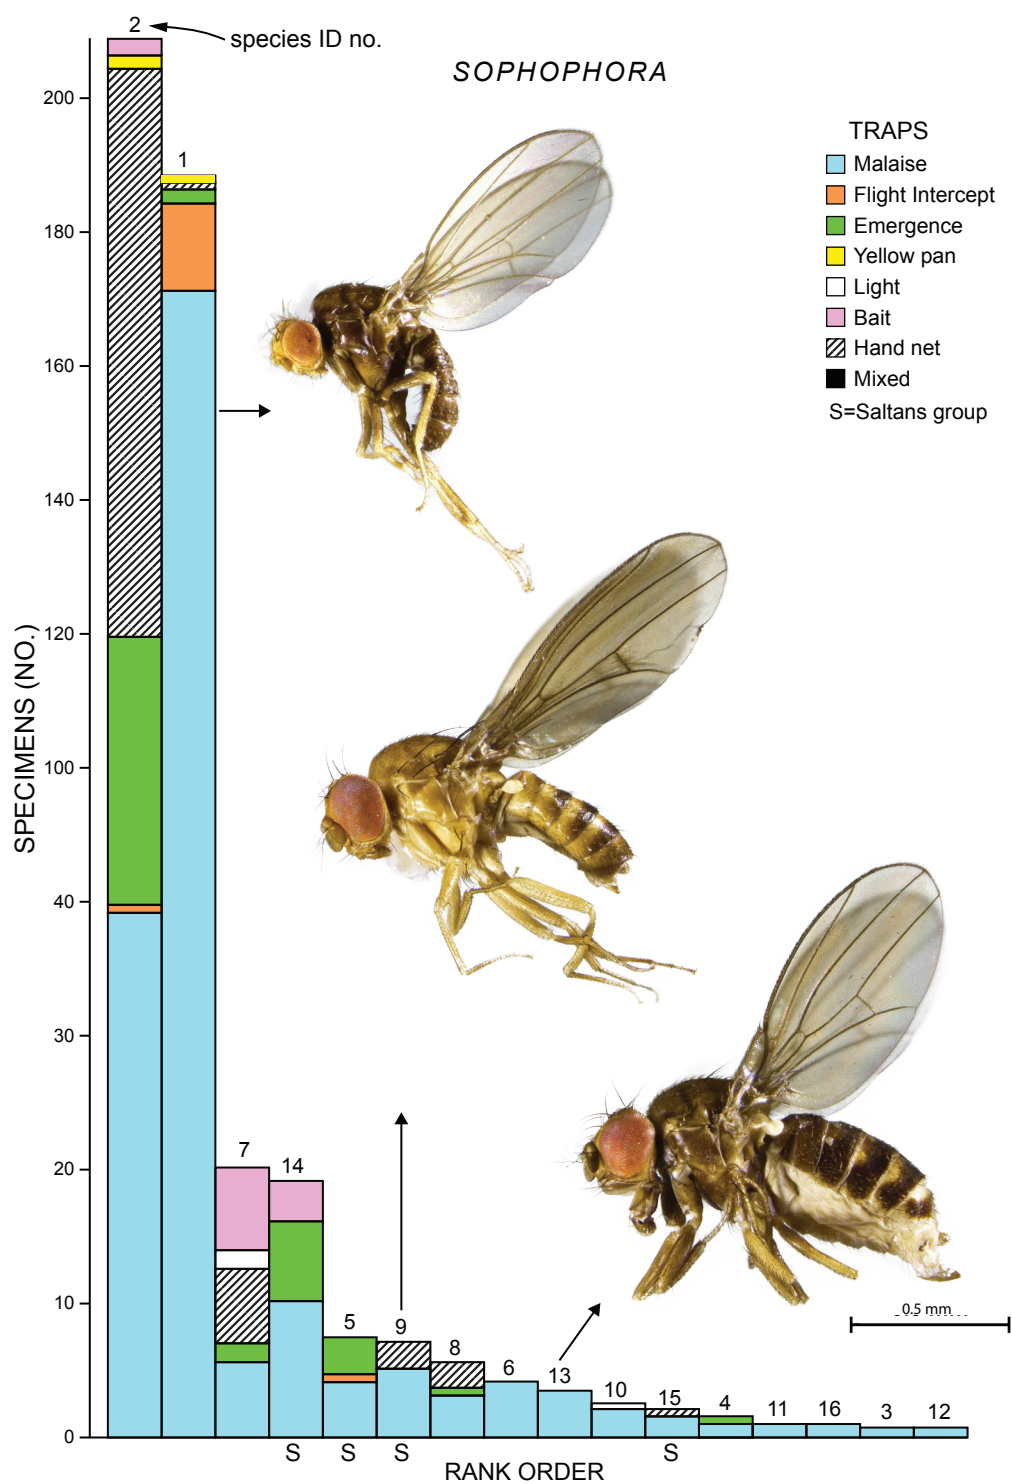 2
species ID no.
SOPHOPHORA
200
1
TRAPS
Malaise
Flight Intercept
180
Emergence
Yellow pan
Light
Bait
Hand net
160
Mixed
S=Saltans group
140
SPECIMENS (NO.)
120
100
40
30
20
7
14
10
5
9
8
6
13
10
15
4
11
16
3
12
0.5 mm
0
S
S
S
S
RANK ORDER